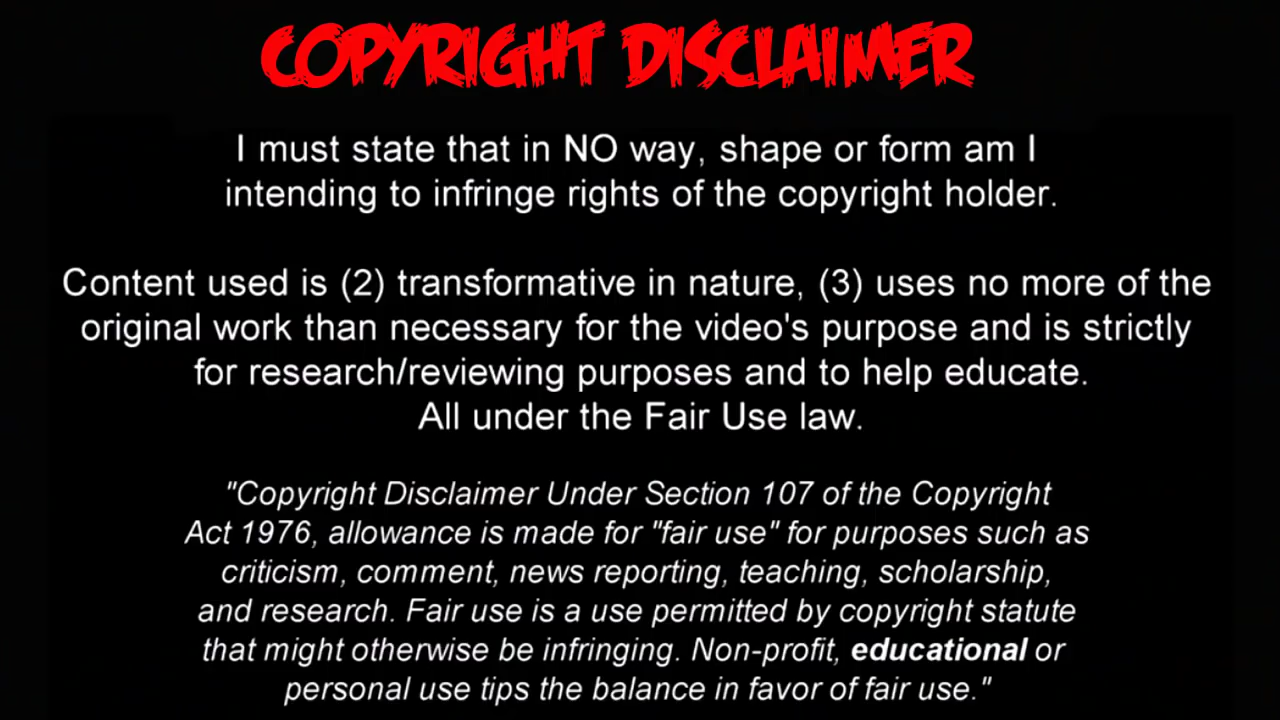 COPYRIGHT DISCLAIMER
I must state that in NO way, shape or form am I
intending to infringe rights of the copyright holder.
Content used is (2) transformative in nature, (3) uses no more of the
original work than necessary for the video's purpose and is strictly
for research/reviewing purposes and to help educate.
All under the Fair Use law.
"Copyright Disclaimer Under Section 107 of the Copyright
Act 1976, allowance is made for "fair use" for purposes such as
criticism, comment, news reporting, teaching, scholarship,
and research. Fair use is a use permitted by copyright statute
that might otherwise be infringing. Non-profit, educational or
personal use tips the balance in favor of fair use."